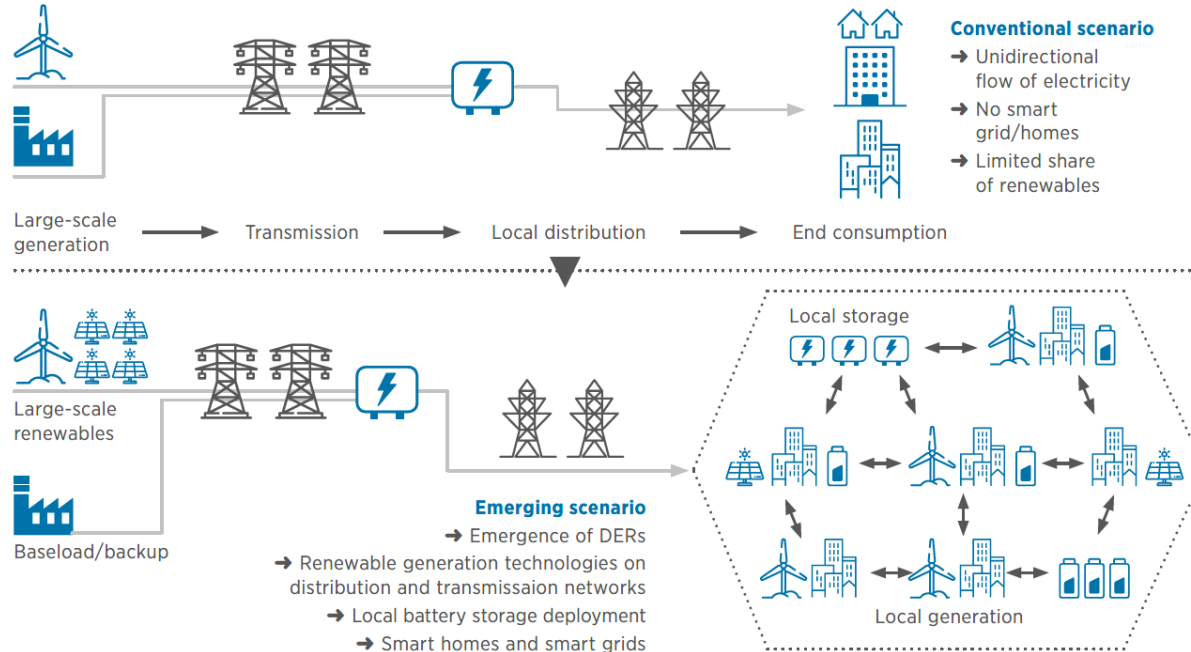 Conventional scenario
➜ Unidirectional
flow of electricity
➜ No smart
grid/homes
➜ Limited share
of renewables
Large-scale
generation
Transmission
Local distribution
End consumption
Local storage
Large-scale
renewables
Baseload/backup
Emerging scenario
➜ Emergence of DERs
➜ Renewable generation technologies on
distribution and transmissaion networks
➜ Local battery storage deployment
➜ Smart homes and smart grids
Local generation